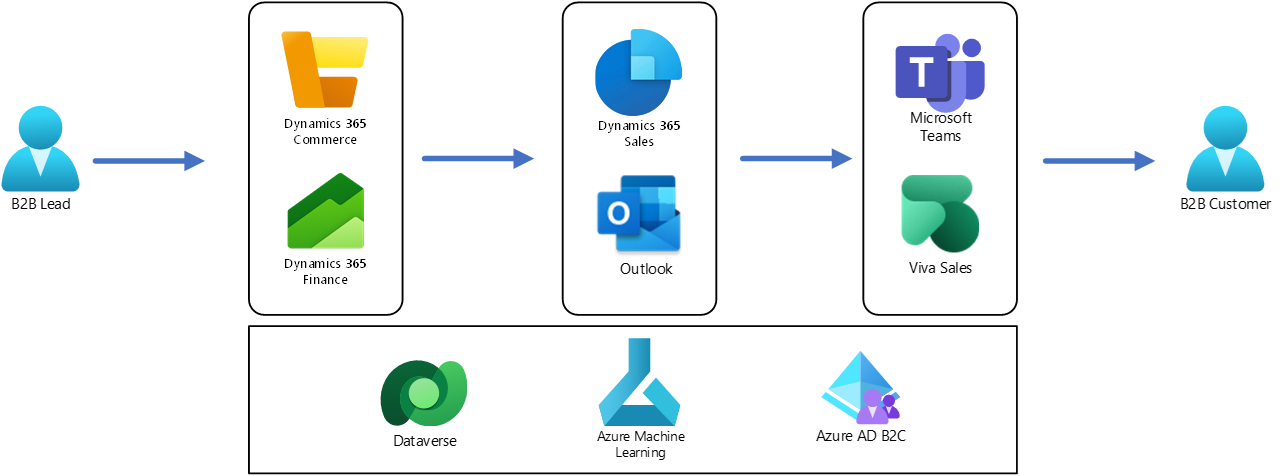 B2B Lead
Dynamics 365
Commerce
Dynamics 365
Finance
Dynamics 365
Sales
O
Outlook
T
Microsoft
Teams
Viva Sales
B2B Customer
Dataverse
Azure Machine
Learning
Azure AD B2C